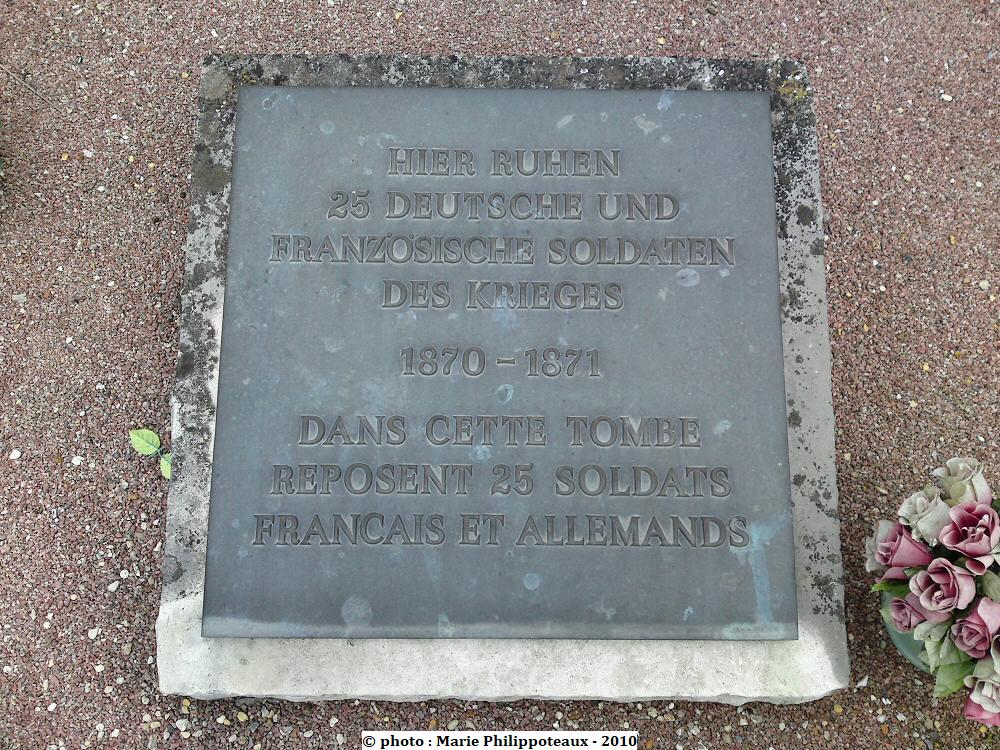 HIER RUHEN
25 DEUTSCHE UND
FRANZÖSISCHE SOLDATEN
DES KRIEGES
1870 – 1871
DANS CETTE TOMBE
REPOSENT 25 SOLDATS
FRANCAIS ET ALLEMANDS
© photo : Marie Philippoteaux - 2010